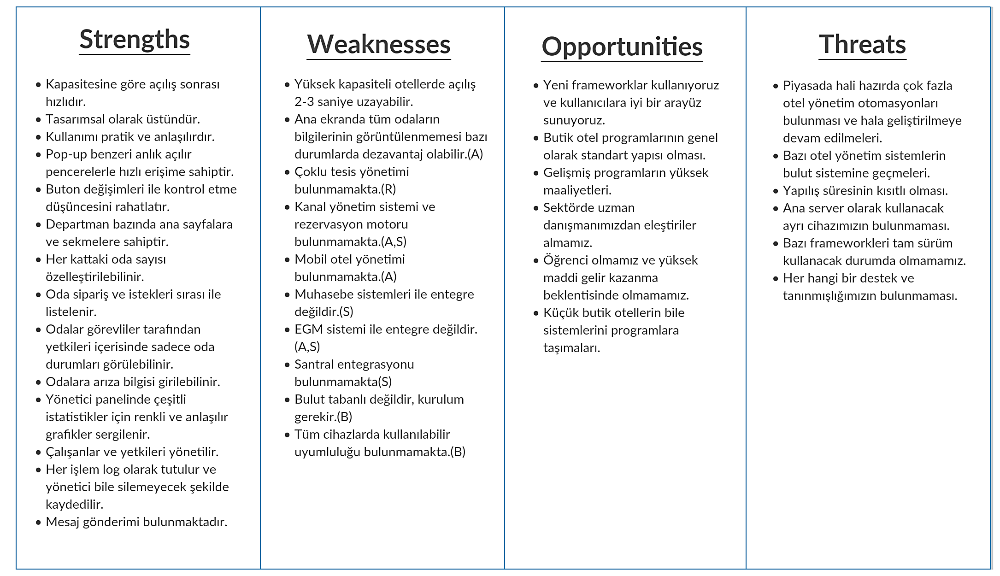 Strengths
• Kapasitesine göre açılış sonrası
hızlıdır.
• Tasarımsal olarak üstündür.
• Kullanımı pratik ve anlaşılırdır.
• Pop-up benzeri anlık açılır
pencerelerle hızlı erişime sahiptir.
• Buton değişimleri ile kontrol etme
düşüncesini rahatlatır.
• Departman bazında ana sayfalara
ve sekmelere sahiptir.
• Her kattaki oda sayısı
özelleştirilebilinir.
• Oda sipariş ve istekleri sırası ile
listelenir.
• Odalar görevliler tarafından
yetkileri içerisinde sadece oda
durumları görülebilinir.
• Odalara arıza bilgisi girilebilinir.
• Yönetici panelinde çeşitli
istatistikler için renkli ve anlaşılır
grafikler sergilenir.
• Çalışanlar ve yetkileri yönetilir.
• Her işlem log olarak tutulur ve
yönetici bile silemeyecek şekilde
kaydedilir.
• Mesaj gönderimi bulunmaktadır.
Weaknesses
• Yüksek kapasiteli otellerde açılış
2-3 saniye uzayabilir.
• Ana ekranda tüm odaların
bilgilerinin görüntülenmemesi bazı
durumlarda dezavantaj olabilir.(A)
• Çoklu tesis yönetimi
bulunmamakta.(R)
• Kanal yönetim sistemi ve
rezervasyon motoru
bulunmamakta.(A,S)
• Mobil otel yönetimi
bulunmamakta.(A)
• Muhasebe sistemleri ile entegre
değildir.(S)
• EGM sistemi ile entegre değildir.
(A,S)
• Santral entegrasyonu
bulunmamakta(S)
• Bulut tabanlı değildir, kurulum
gerekir.(B)
• Tüm cihazlarda kullanılabilir
uyumluluğu bulunmamakta.(B)
Opportunities
• Yeni frameworklar kullanıyoruz
ve kullanıcılara iyi bir arayüz
sunuyoruz.
• Butik otel programlarının genel
olarak standart yapısı olması.
• Gelişmiş programların yüksek
maaliyetleri.
• Sektörde uzman
danışmanımızdan eleştiriler
almamız.
• Öğrenci olmamız ve yüksek
maddi gelir kazanma
beklentisinde olmamamız.
• Küçük butik otellerin bile
sistemlerini programlara
taşımaları.
Threats
• Piyasada hali hazırda çok fazla
otel yönetim otomasyonları
bulunması ve hala geliştirilmeye
devam edilmeleri.
• Bazı otel yönetim sistemlerin
bulut sistemine geçmeleri.
• Yapılış süresinin kısıtlı olması.
• Ana server olarak kullanacak
ayrı cihazımızın bulunmaması.
• Bazı frameworkleri tam sürüm
kullanacak durumda olmamamız.
• Her hangi bir destek ve
tanınmışlığımızın bulunmaması.